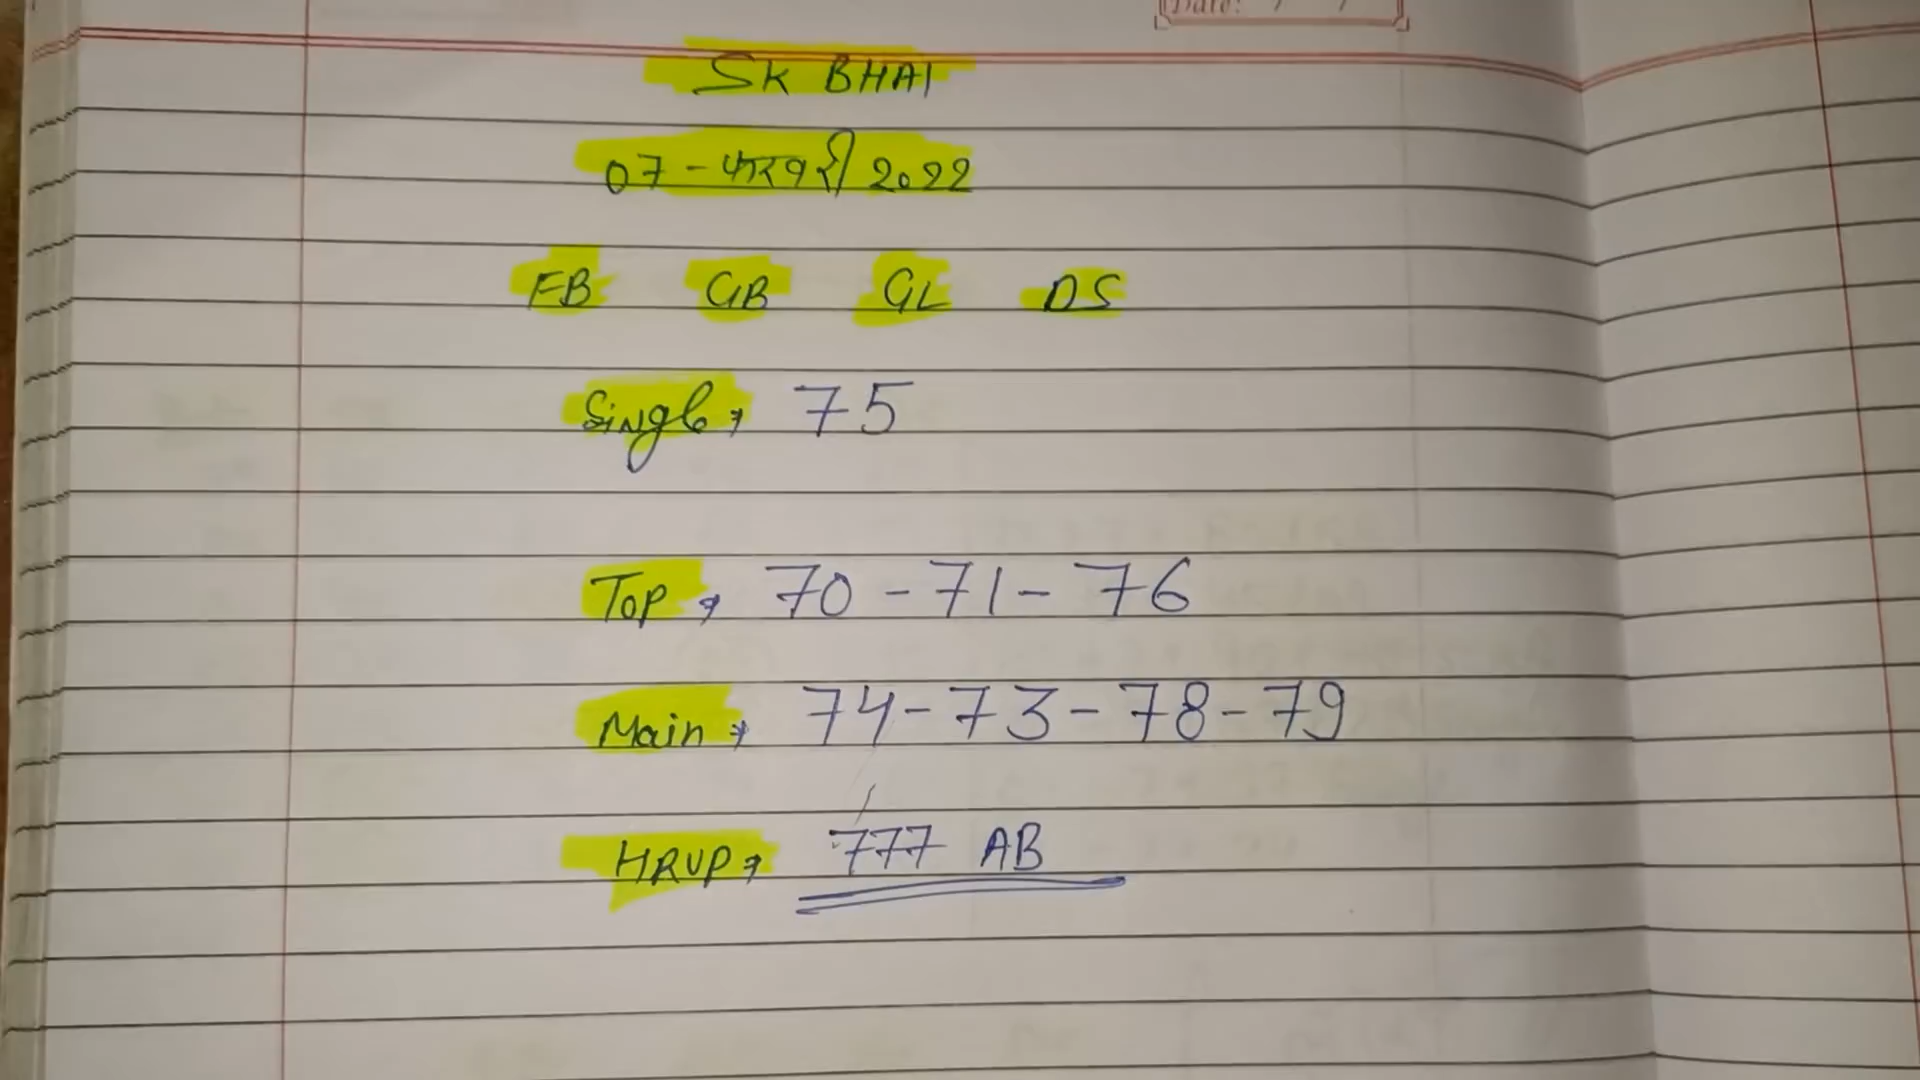 Date: / /
SK BHAI
07 - फरवरी 2022
FB GB GL DS
Single → 75
Top → 70 - 71 - 76
Main → 74 - 73 - 78 - 79
HRUP → 777 AB